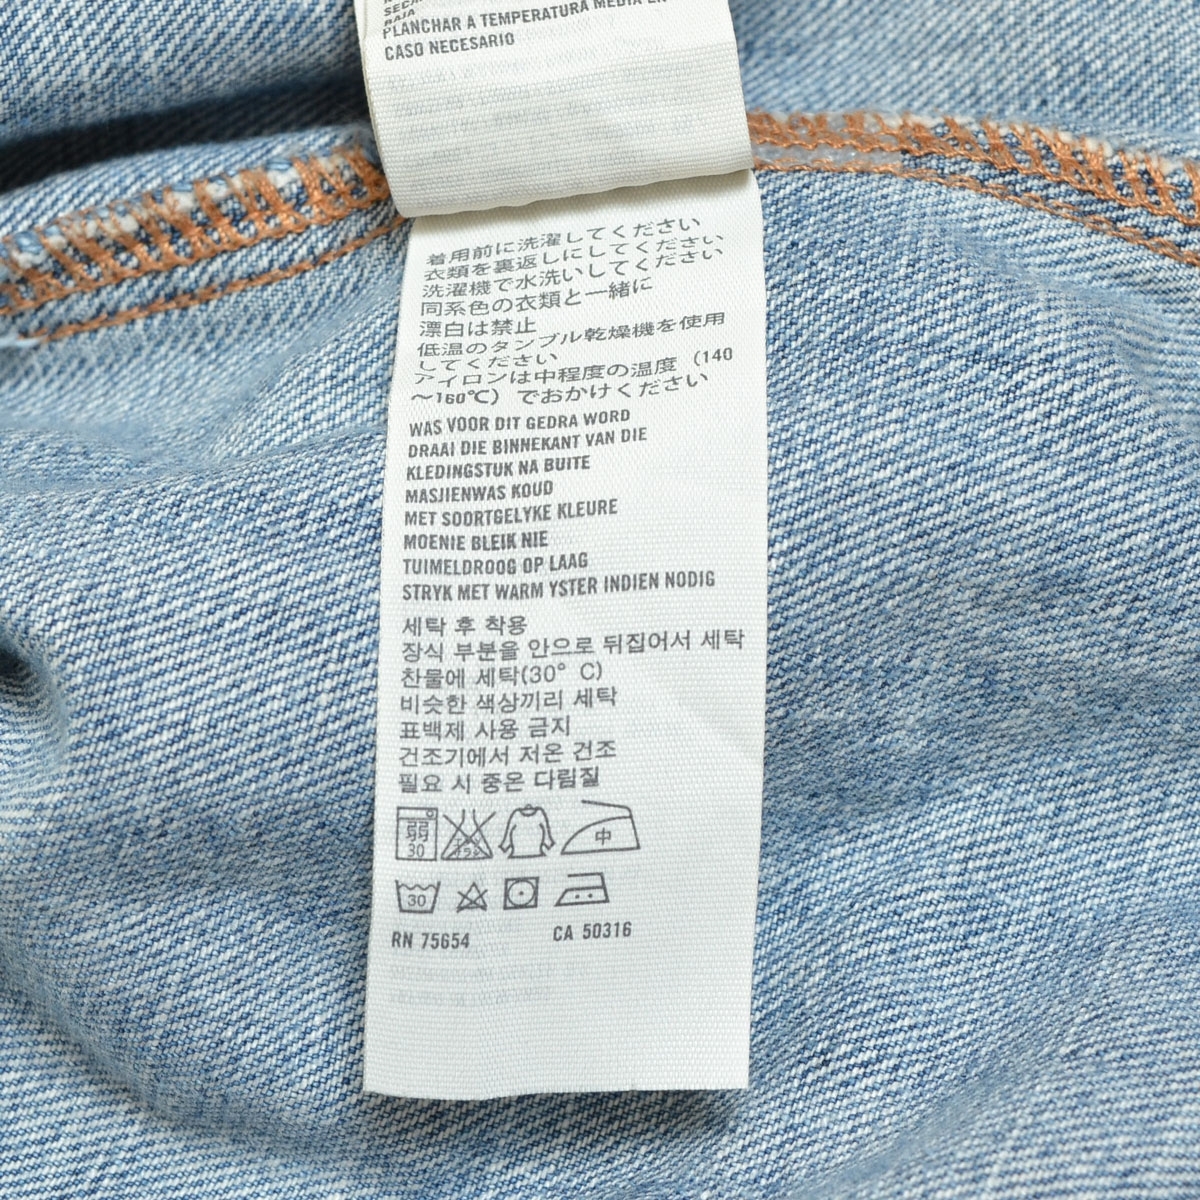 RAJA
PLANCHAR A TEMPERATURA MEDIA EN
CASO NECESARIO
着用前に洗濯してください
衣類を裏返しにしてください
洗濯機で水洗いしてください
同系色の衣類と一緒に
漂白は禁止
低温のタンブル乾燥機を使用
してください
アイロンは中程度の温度（140
～160℃）でおかけください
WAS VOOR DIT GEDRA WORD
DRAAI DIE BINNEKANT VAN DIE
KLEDINGSTUK NA BUITE
MASJIENWAS KOUD
MET SOORTGELYKE KLEURE
MOENIE BLEIK NIE
TUIMELDROOG OP LAAG
STRYK MET WARM YSTER INDIEN NODIG
세탁 후 착용
장식 부분을 안으로 뒤집어서 세탁
찬물에 세탁(30° C)
비슷한 색상끼리 세탁
표백제 사용 금지
건조기에서 저온 건조
필요 시 중온 다림질
弱
30
中
30
RN 75654 CA 50316